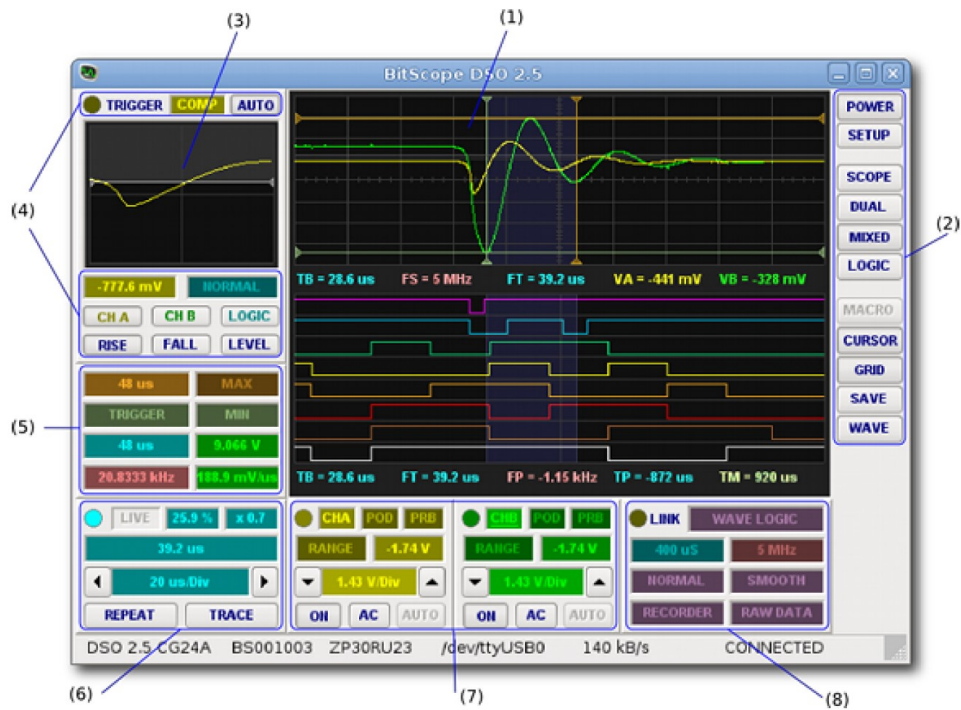 (3)
(1)
BitScope DSO 2.5
TRIGGER COMP AUTO
POWER
SETUP
SCOPE
DUAL
MIXED
LOGIC
MACRO
CURSOR
GRID
SAVE
WAVE
(2)
(4)
TB = 28.6 us FS = 5 MHz FT = 39.2 us VA = -441 mV VB = -328 mV
-777.6 mV NORMAL
CH A CH B LOGIC
RISE FALL LEVEL
(5)
48 us MAX
TRIGGER MIN
48 us 9.066 V
20.8333 kHz 188.9 mV/us
TB = 28.6 us FT = 39.2 us FP = -1.15 kHz TP = -872 us TM = 920 us
LIVE 25.9 % x 0.7
39.2 us
20 us/Div
REPEAT TRACE
CHA POD PRB
RANGE -1.74 V
1.43 V/Div
ON AC AUTO
CHB POD PRB
RANGE -1.74 V
1.43 V/Div
ON AC AUTO
LINK WAVE LOGIC
400 uS 5 MHz
NORMAL SMOOTH
RECORDER RAW DATA
DSO 2.5 CG24A BS001003 ZP30RU23 /dev/ttyUSB0 140 kB/s CONNECTED
(6)
(7)
(8)